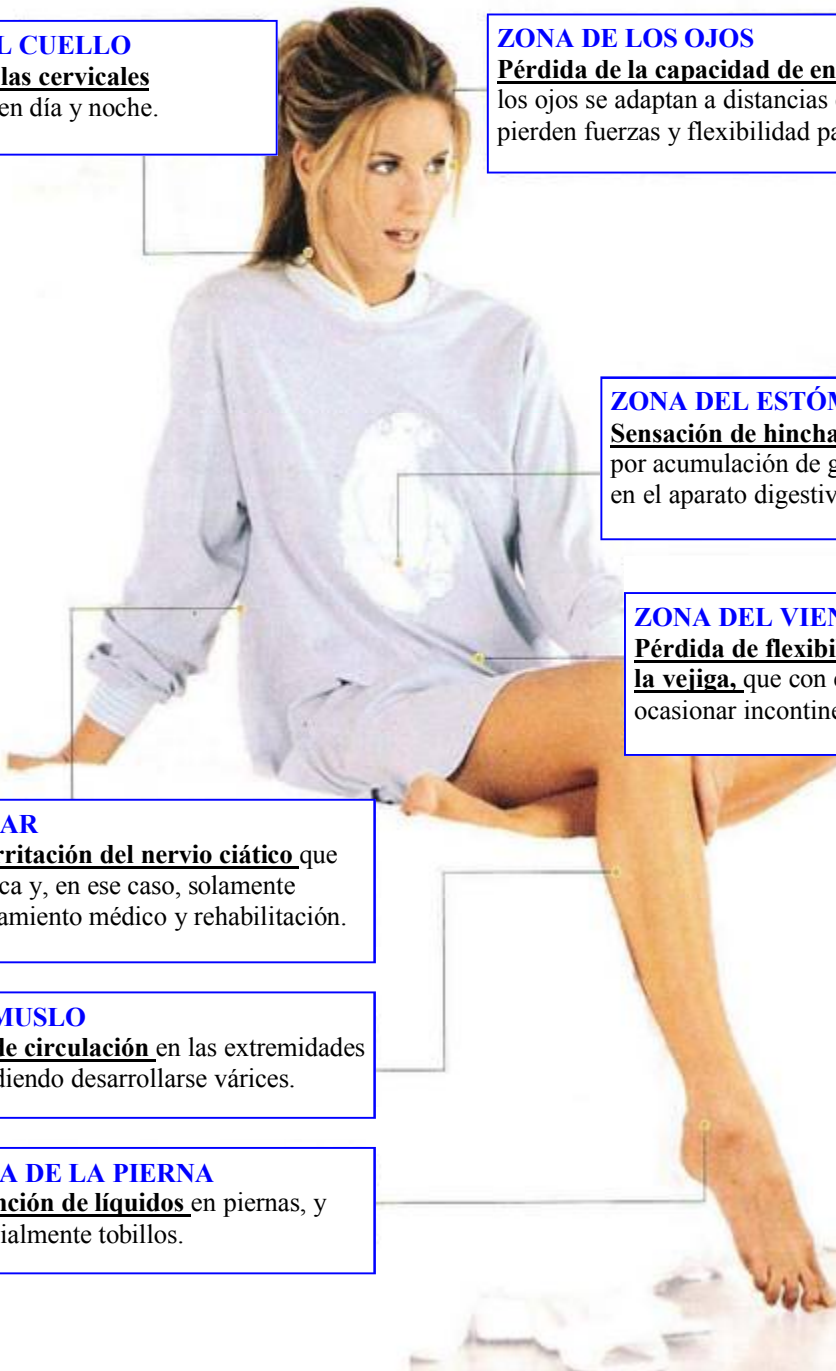 L CUELLO
las cervicales
en día y noche.
ZONA DE LOS OJOS
Pérdida de la capacidad de en
los ojos se adaptan a distancias
pierden fuerzas y flexibilidad pa
ZONA DEL ESTÓM
Sensación de hincha
por acumulación de g
en el aparato digestiv
ZONA DEL VIEN
Pérdida de flexibi
la vejiga, que con
ocasionar incontine
AR
rritación del nervio ciático que
ca y, en ese caso, solamente
amiento médico y rehabilitación.
MUSLO
de circulación en las extremidades
diendo desarrollarse várices.
A DE LA PIERNA
nción de líquidos en piernas, y
ialmente tobillos.